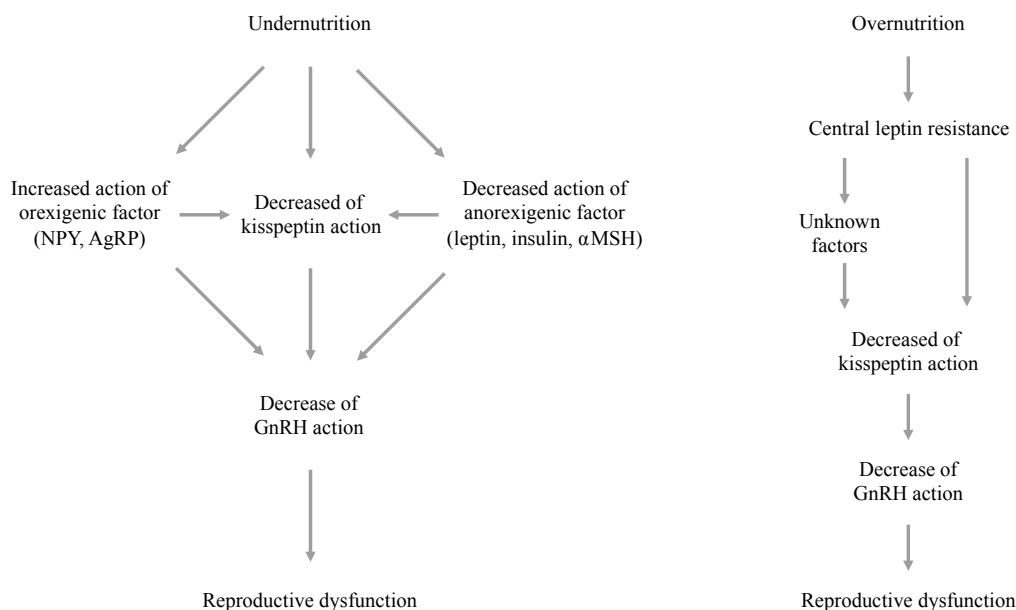 Undernutrition
Increased action of
orexigenic factor
(NPY, AgRP)
Decreased of
kisspeptin action
Decreased action of
anorexigenic factor
(leptin, insulin, αMSH)
Decrease of
GnRH action
Reproductive dysfunction
Overnutrition
Central leptin resistance
Unknown
factors
Decreased of
kisspeptin action
Decrease of
GnRH action
Reproductive dysfunction